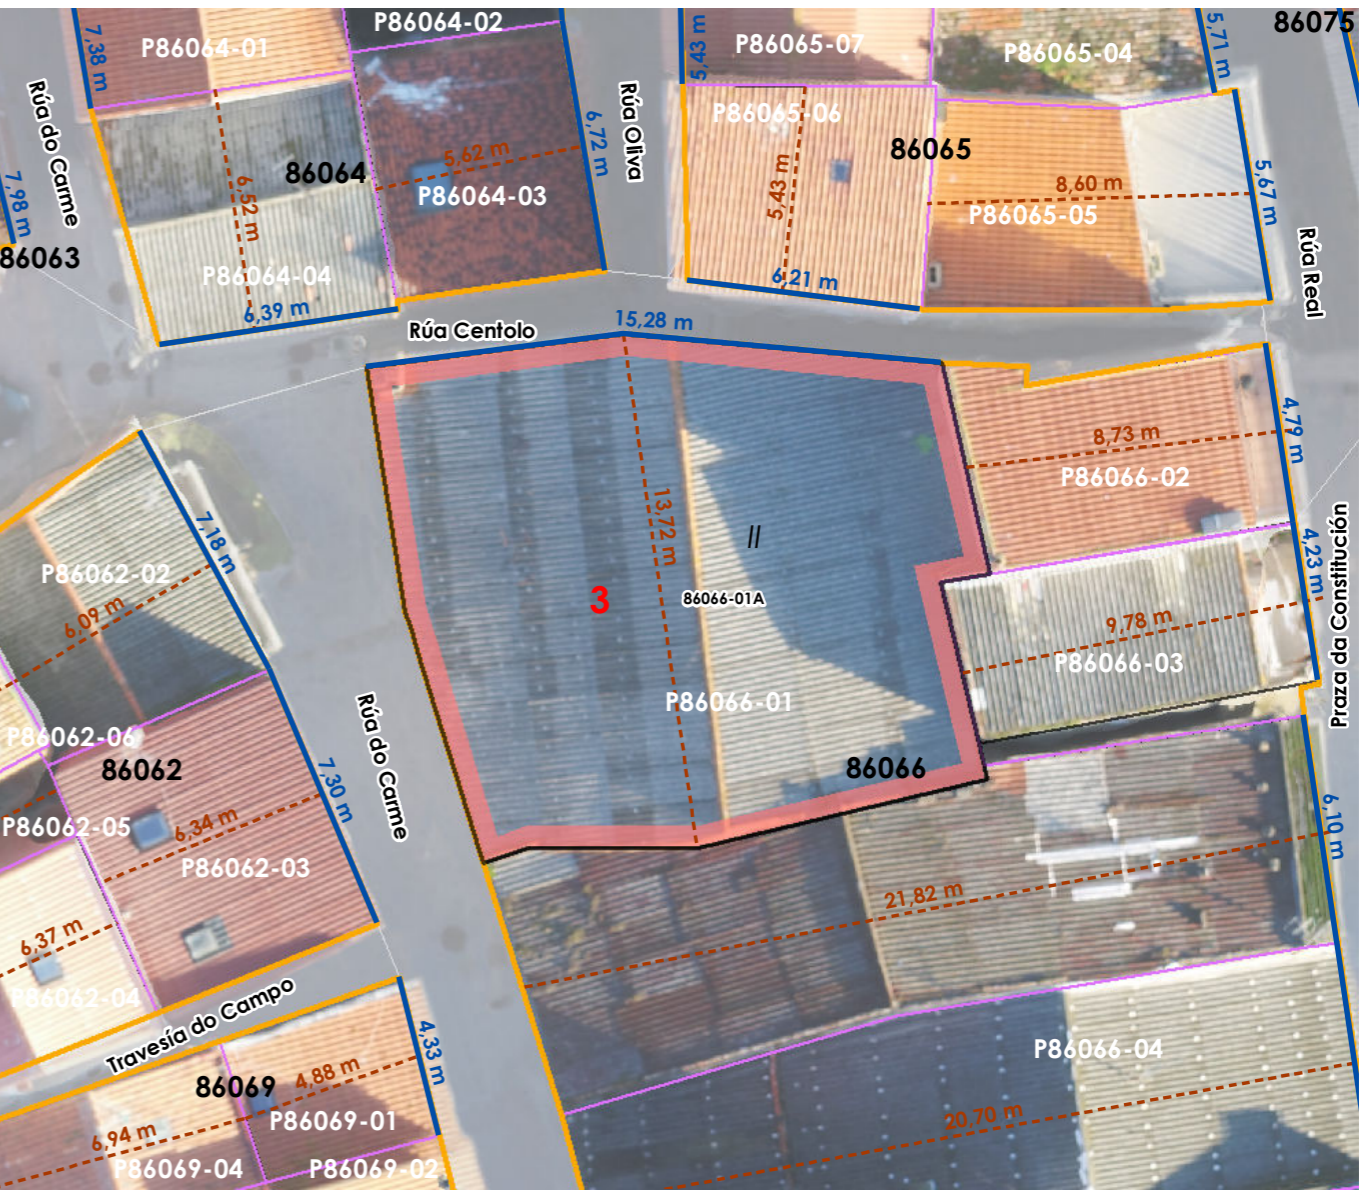 P86064-02
86075
7,38 m
P86064-01
5,43 m
P86065-07
P86065-04
5,71 m
Rúa do Carme
Rúa Oliva
P86065-06
6,72 m
5,62 m
86064
86065
P86064-03
7,98 m
6,52 m
5,43 m
8,60 m
P86065-05
5,67 m
86063
P86064-04
6,21 m
Rúa Real
6,39 m
Rúa Centolo
15,28 m
4,79 m
8,73 m
P86066-02
7,18 m
13,72 m
//
P86062-02
4,23 m
Praza da Constitución
6,09 m
3
86066-01A
9,78 m
P86066-03
P86066-01
Rúa do Carme
P86062-06
86062
86066
7,30 m
P86062-05
6,34 m
6,10 m
P86062-03
21,82 m
6,37 m
P86062-04
Travesía do Campo
4,33 m
P86066-04
86069
4,88 m
P86069-01
20,70 m
6,94 m
P86069-04
P86069-02